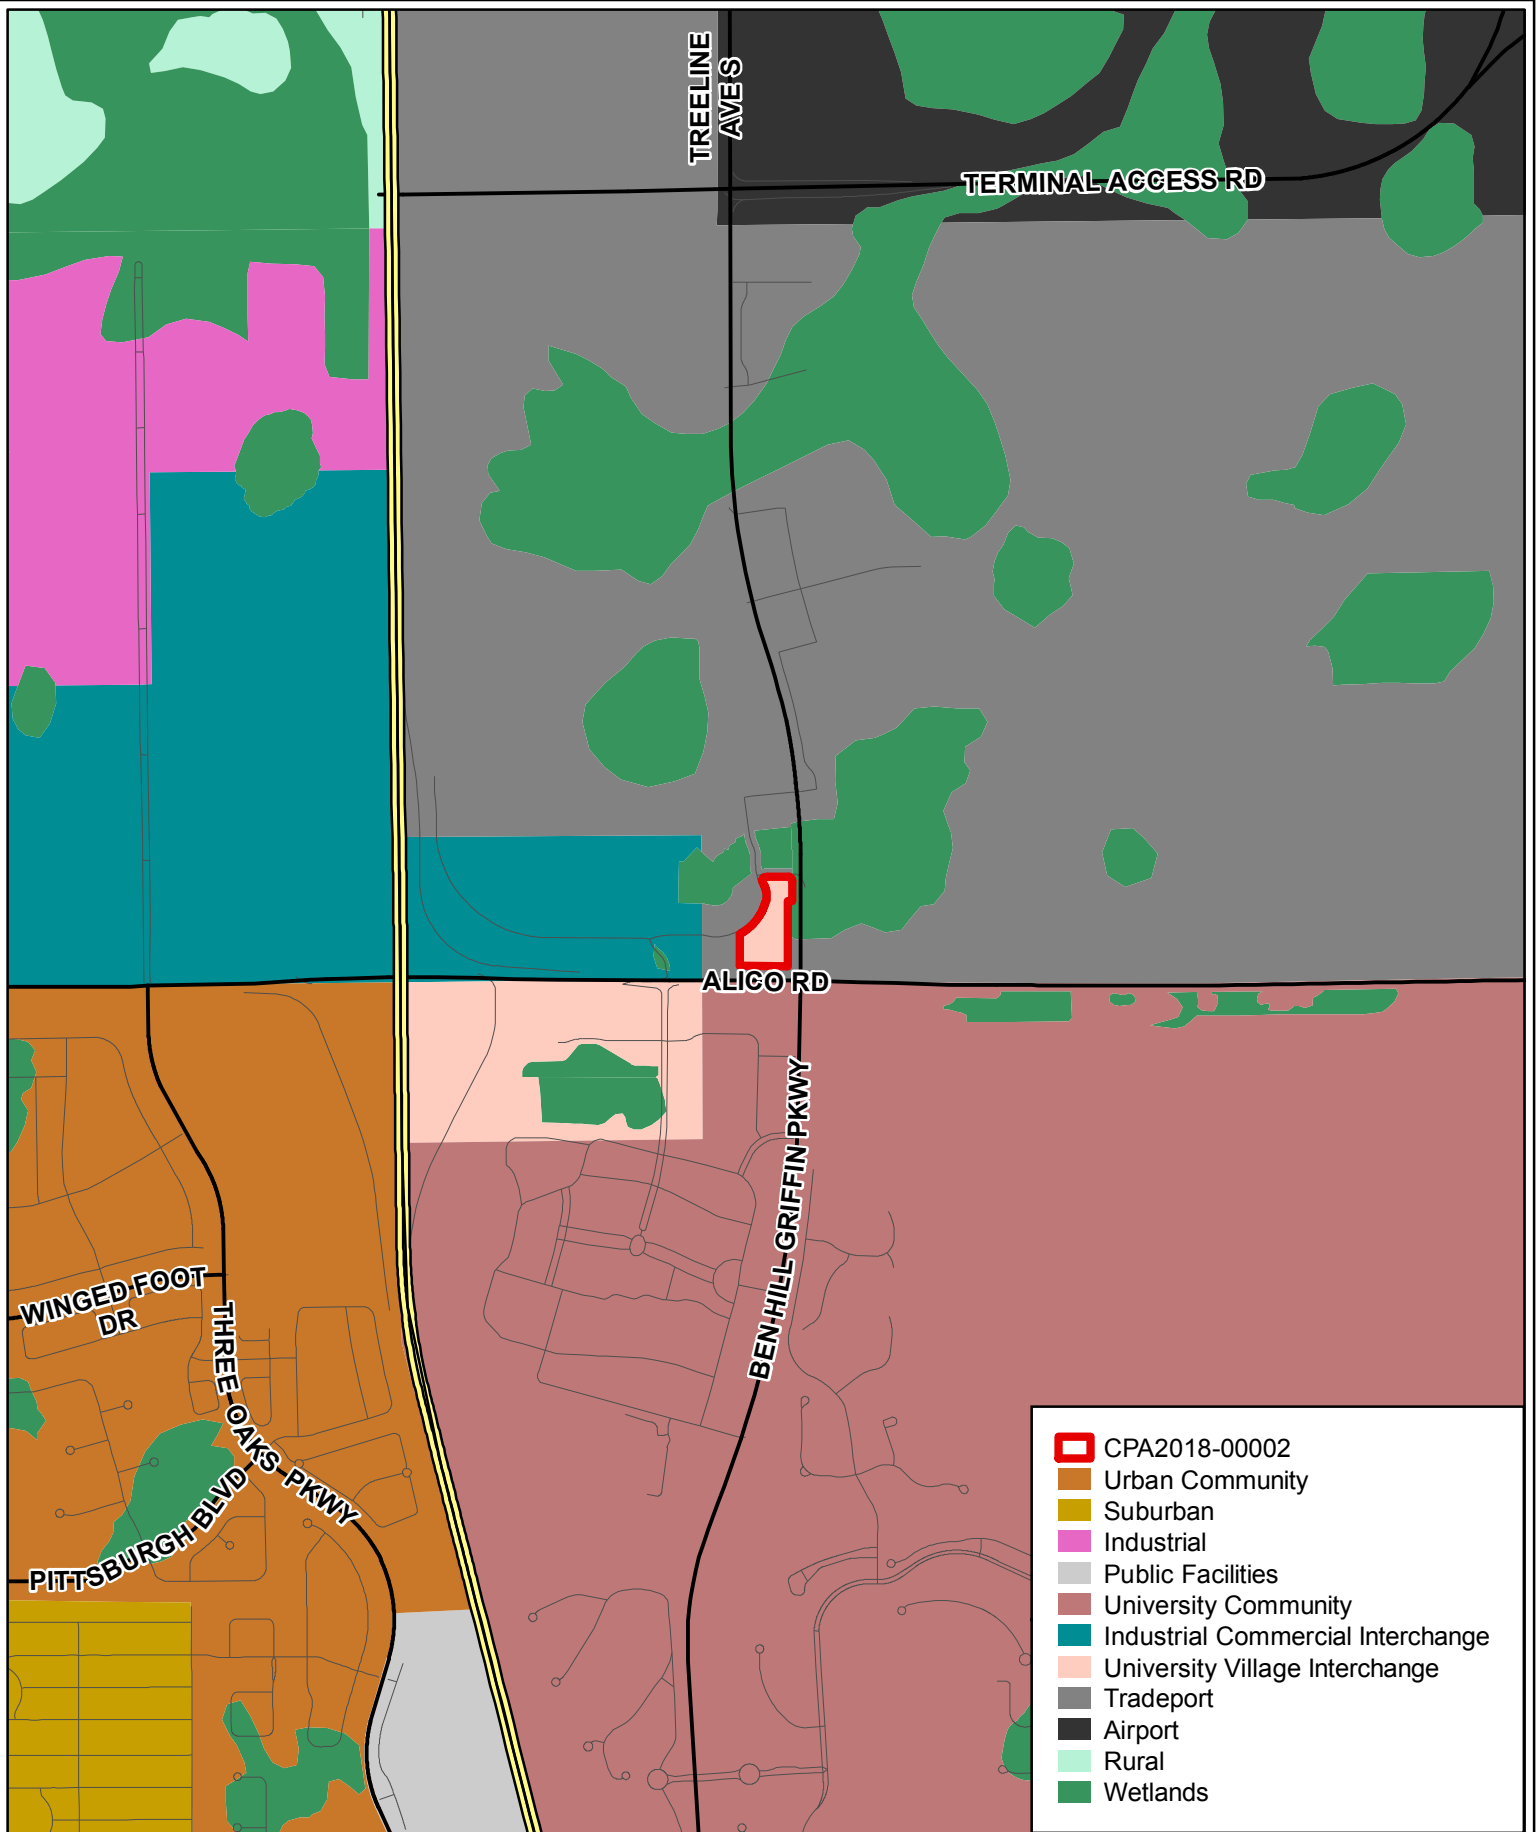 TREELINE
AVE S
TERMINAL ACCESS RD
ALICO RD
BEN HILL GRIFFIN PKWY
WINGED FOOT
DR
THREE OAKS PKWY
PITTSBURGH BLVD
CPA2018-00002
Urban Community
Suburban
Industrial
Public Facilities
University Community
Industrial Commercial Interchange
University Village Interchange
Tradeport
Airport
Rural
Wetlands